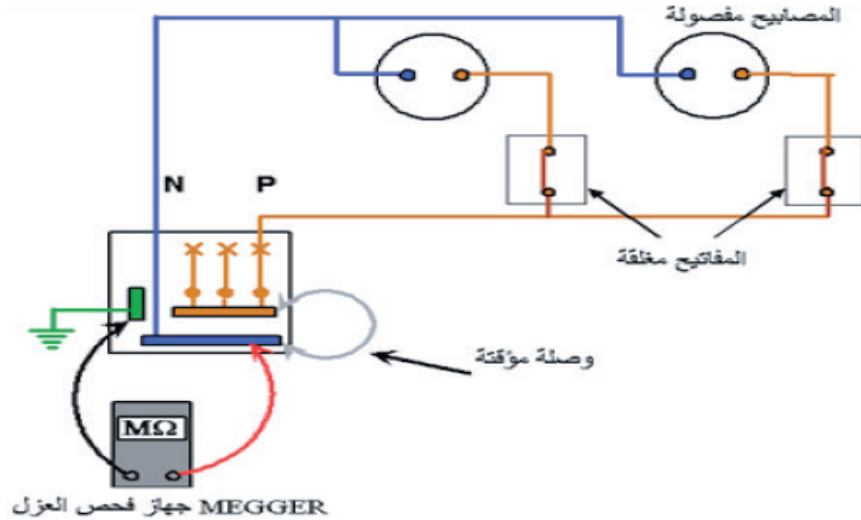 المصابيح مفصولة
N P
المفاتيح مغلقة
وصلة مؤقتة
MΩ
جهاز فحص العزل MEGGER